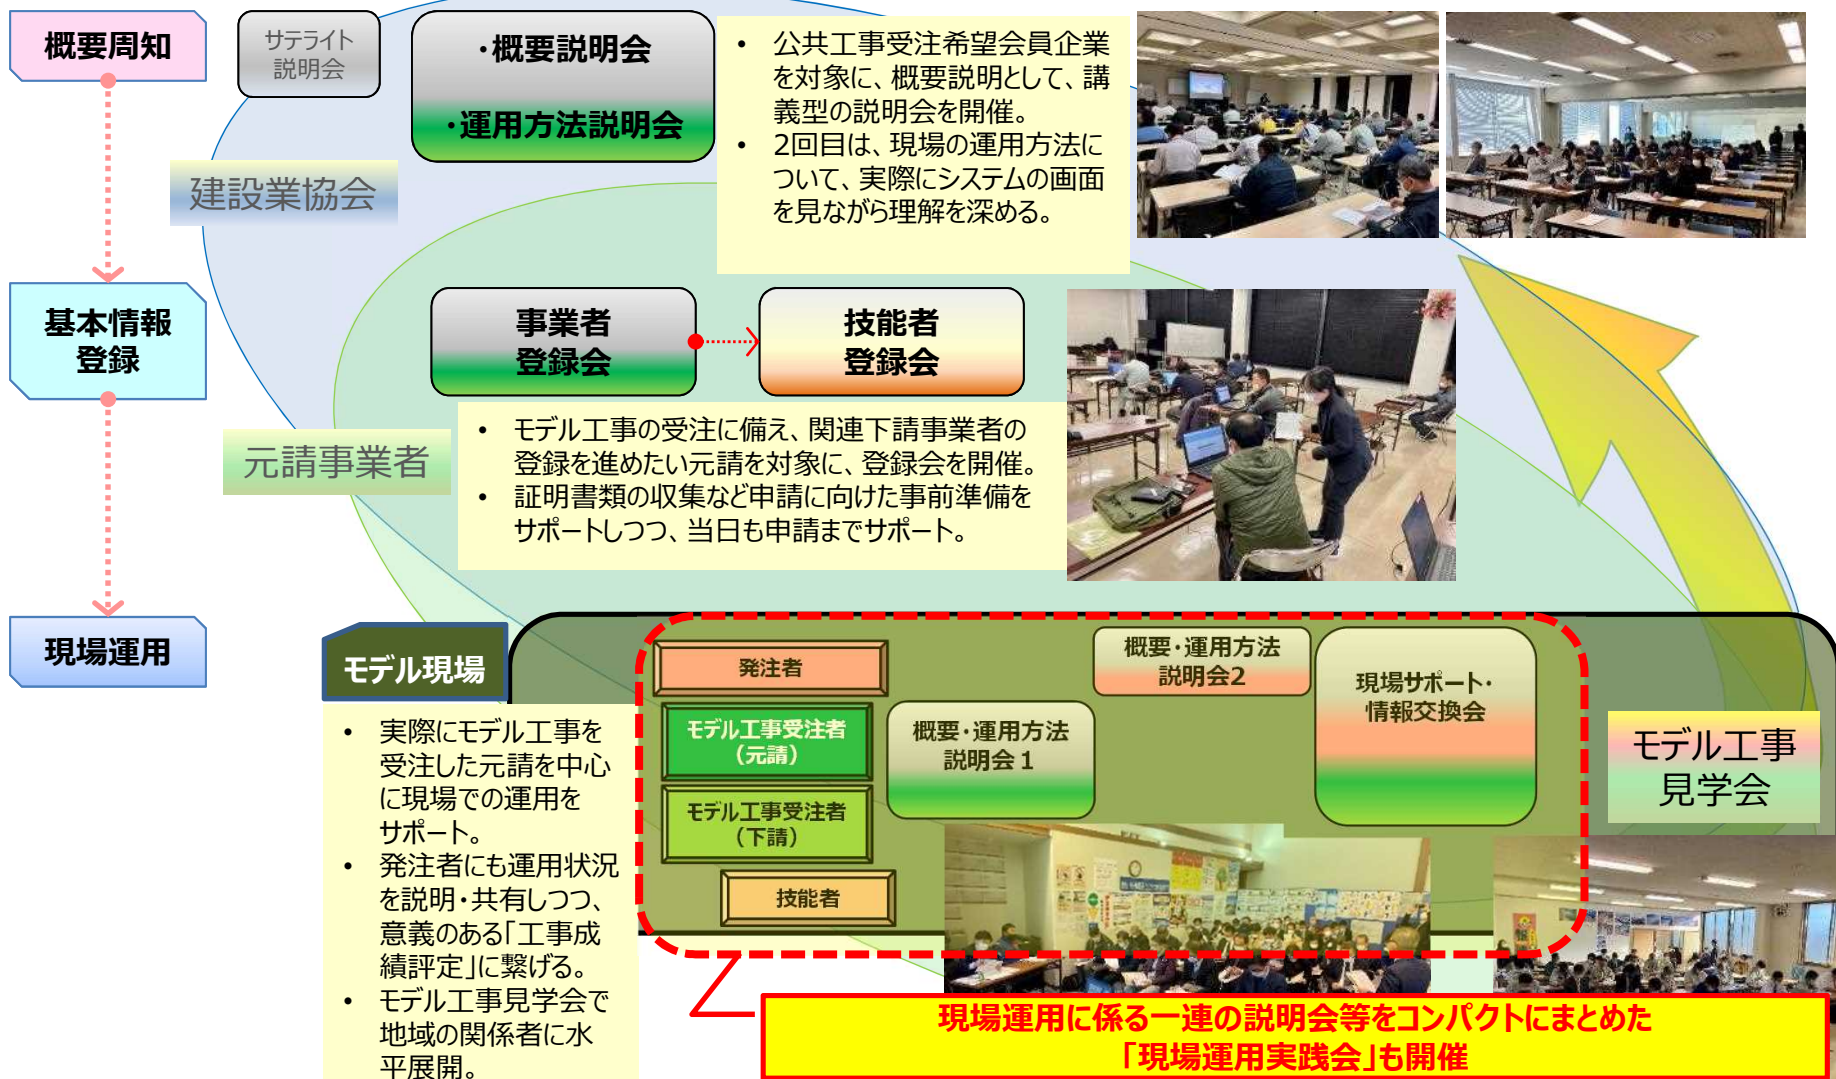 概要周知
サテライト
説明会
・概要説明会
・運用方法説明会
• 公共工事受注希望会員企業
を対象に、概要説明として、講
義型の説明会を開催。
• 2回目は、現場の運用方法に
ついて、実際にシステムの画面
を見ながら理解を深める。
建設業協会
基本情報
登録
事業者
登録会
技能者
登録会
元請事業者
• モデル工事の受注に備え、関連下請事業者の
登録を進めたい元請を対象に、登録会を開催。
• 証明書類の収集など申請に向けた事前準備を
サポートしつつ、当日も申請までサポート。
現場運用
モデル現場
• 実際にモデル工事を
受注した元請を中心
に現場での運用を
サポート。
• 発注者にも運用状況
を説明・共有しつつ、
意義のある「工事成
績評定」に繋げる。
• モデル工事見学会で
地域の関係者に水
平展開。
発注者
モデル工事受注者
（元請）
モデル工事受注者
（下請）
技能者
概要・運用方法
説明会１
概要・運用方法
説明会2
現場サポート・
情報交換会
モデル工事
見学会
現場運用に係る一連の説明会等をコンパクトにまとめた
「現場運用実践会」も開催